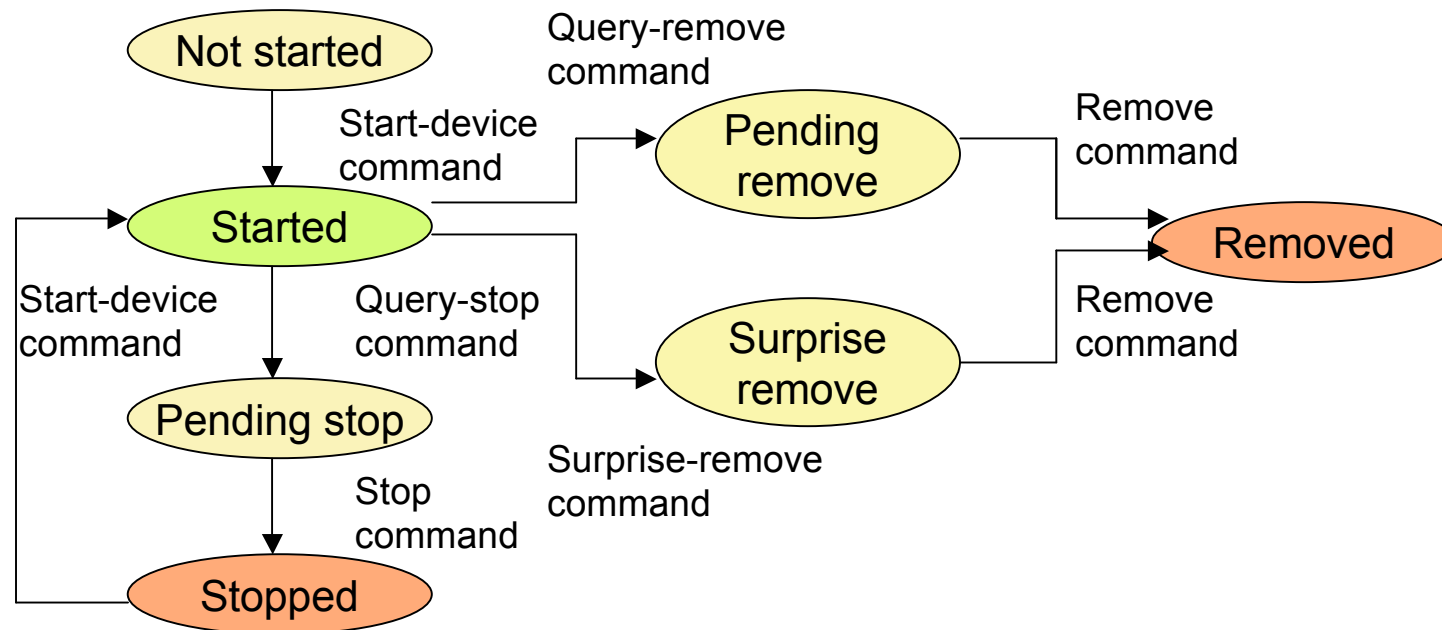 Not started
Query-remove
command
Start-device
command
Pending
remove
Remove
command
Started
Removed
Start-device
command
Query-stop
command
Surprise
remove
Remove
command
Pending stop
Surprise-remove
command
Stop
command
Stopped